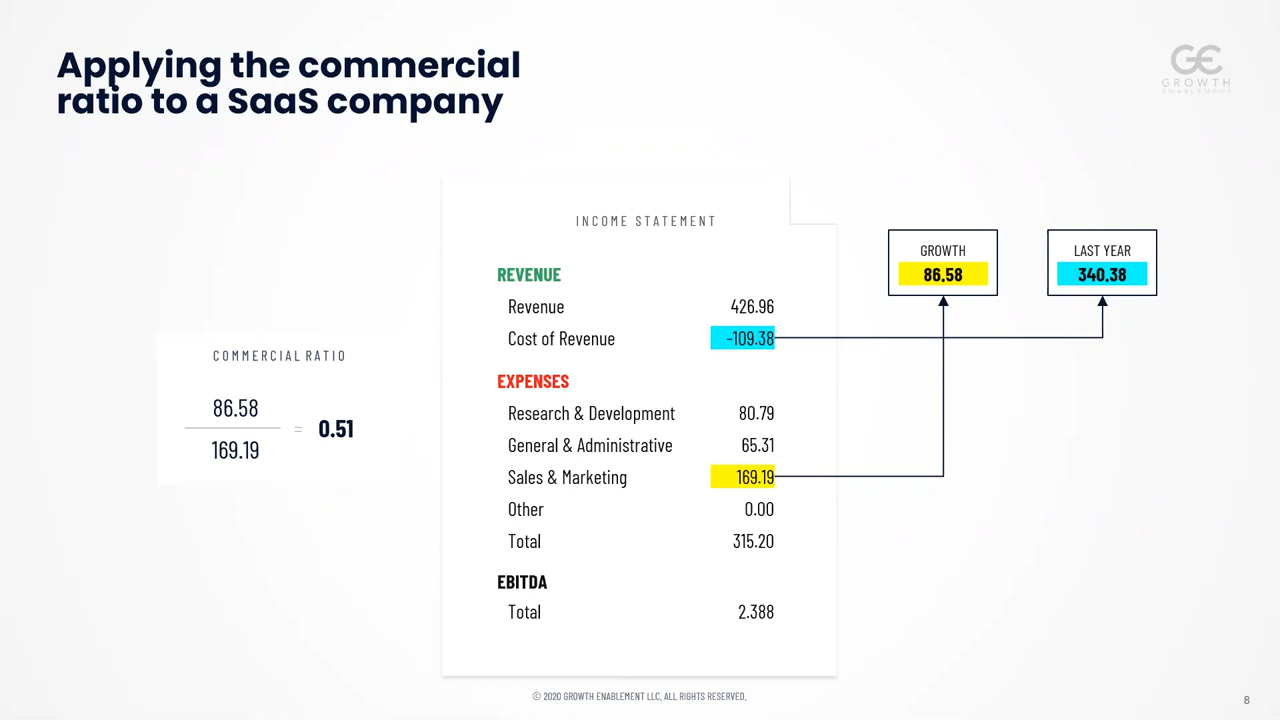 Applying the commercial
ratio to a SaaS company
GE
GROWTH
ENABLEMENT
INCOME STATEMENT
REVENUE
Revenue 426.96
Cost of Revenue -109.38
EXPENSES
Research & Development 80.79
General & Administrative 65.31
Sales & Marketing 169.19
Other 0.00
Total 315.20
EBITDA
Total 2.388
GROWTH
86.58
LAST YEAR
340.38
COMMERCIAL RATIO
86.58
169.19
= 0.51
© 2020 GROWTH ENABLEMENT LLC. ALL RIGHTS RESERVED.
8